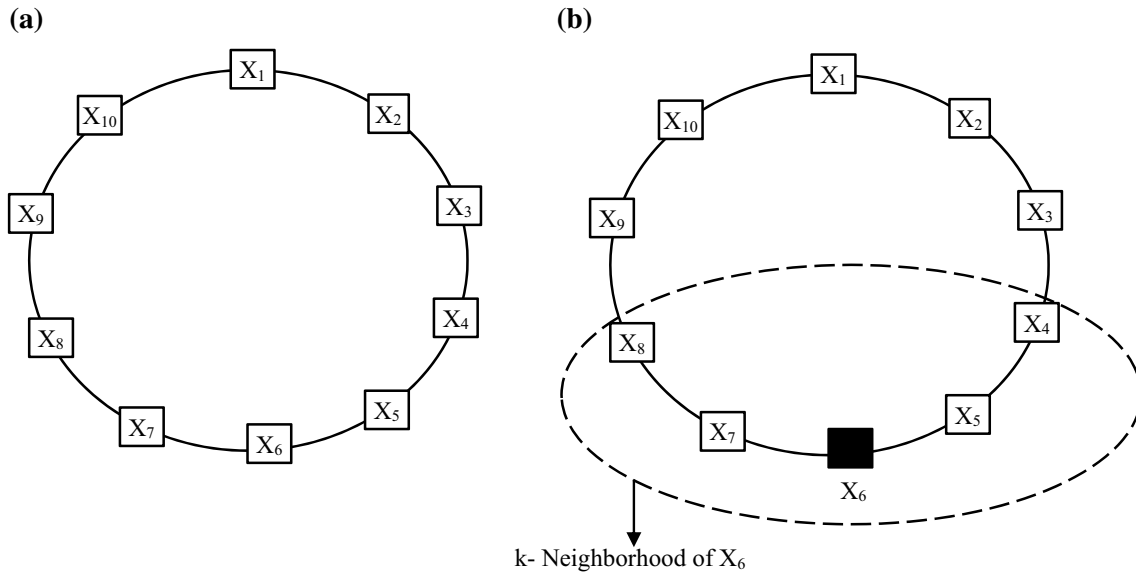 (a)
X₁
X₂
X₃
X₄
X₅
X₆
X₇
X₈
X₉
X₁₀
(b)
X₁
X₂
X₃
X₄
X₅
X₆
X₇
X₈
X₉
X₁₀
k- Neighborhood of X₆